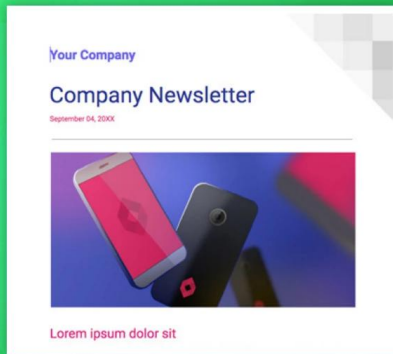 Your Company
Company Newsletter
September 04, 20XX
Lorem ipsum dolor sit